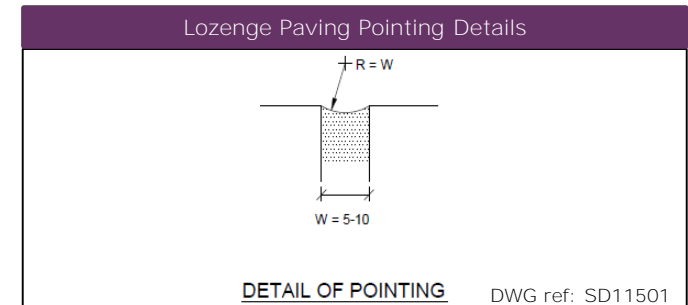 Lozenge Paving Pointing Details
R = W
W = 5-10
DETAIL OF POINTING
DWG ref: SD11501